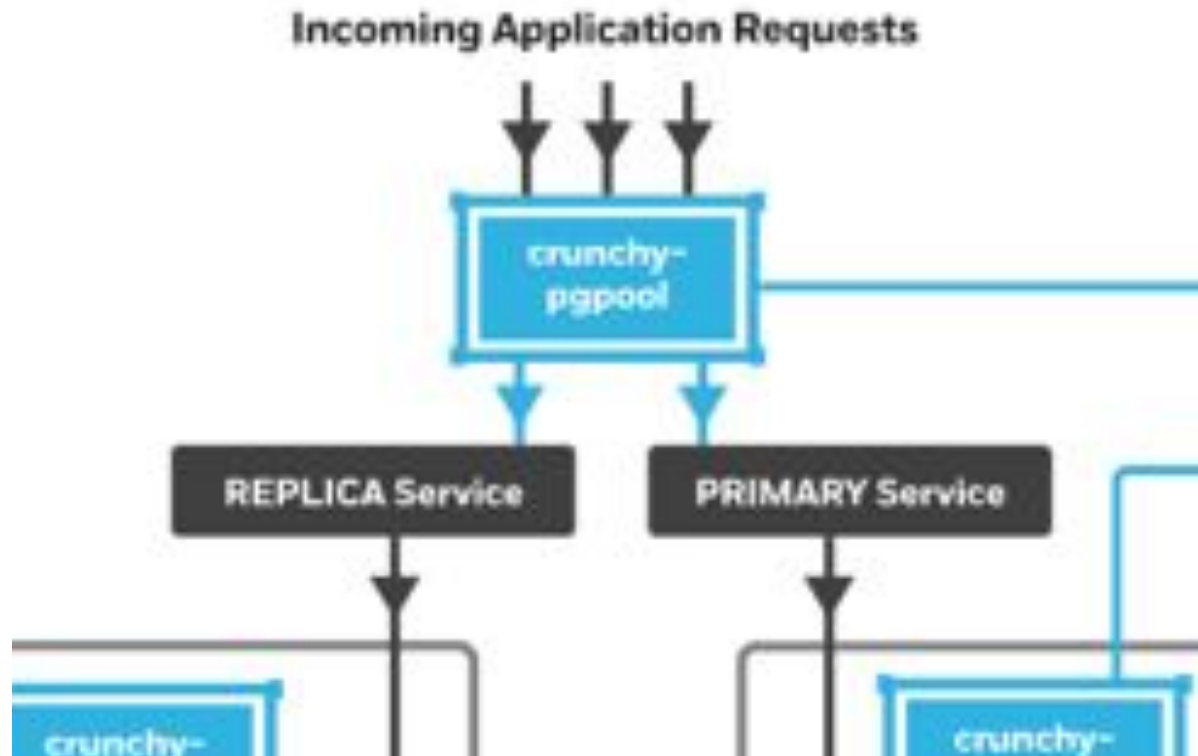 Incoming Application Requests
crunchy-
pgpool
REPLICA Service
PRIMARY Service
crunchy-
crunchy-